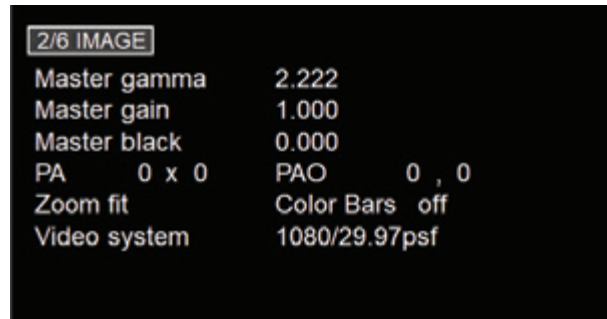 2/6 IMAGE
Master gamma 2.222
Master gain 1.000
Master black 0.000
PA 0 x 0 PAO 0 , 0
Zoom fit Color Bars off
Video system 1080/29.97psf